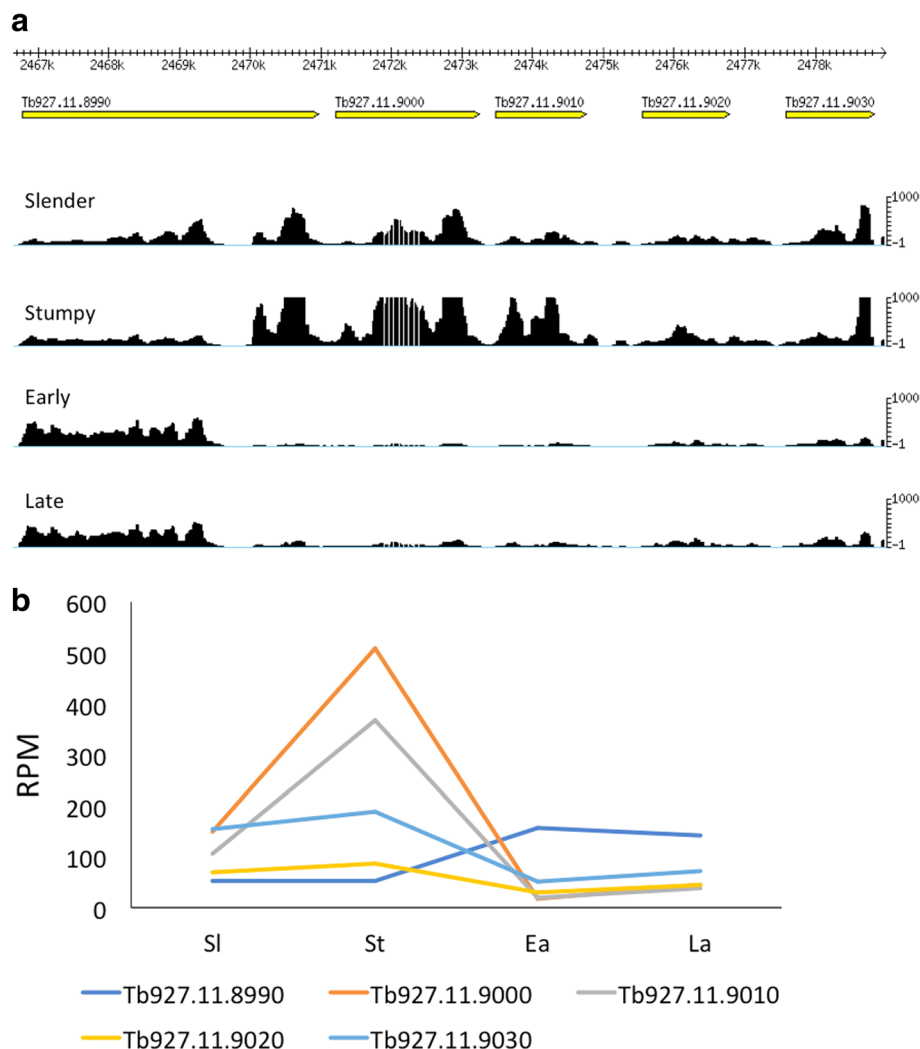 a
2467k 2468k 2469k 2470k 2471k 2472k 2473k 2474k 2475k 2476k 2477k 2478k
Tb927.11.8990 Tb927.11.9000 Tb927.11.9010 Tb927.11.9020 Tb927.11.9030
Slender
1000
-1
Stumpy
1000
-1
Early
1000
-1
Late
1000
-1
b
600
500
400
300
200
100
0
RPM
Sl St Ea La
Tb927.11.8990 Tb927.11.9000 Tb927.11.9010
Tb927.11.9020 Tb927.11.9030